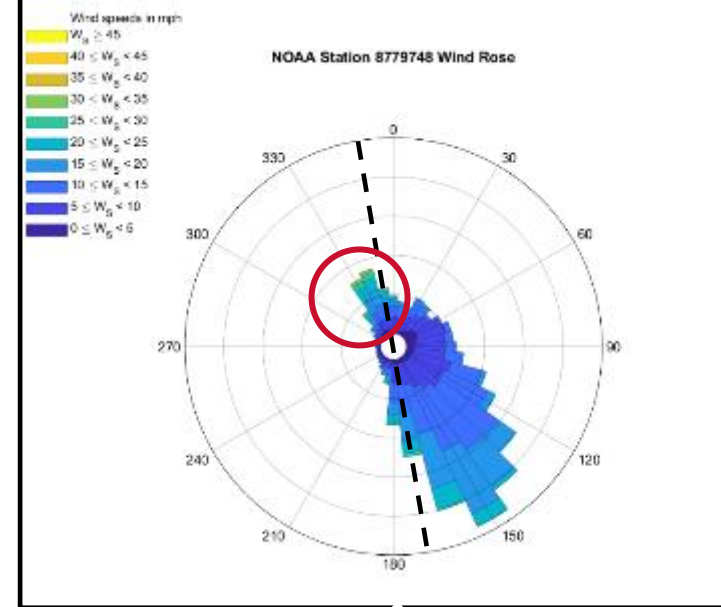 Wind speeds in mph
W_S ≥ 45
40 ≤ W_S < 45
35 ≤ W_S < 40
30 ≤ W_S < 35
25 ≤ W_S < 30
20 ≤ W_S < 25
15 ≤ W_S < 20
10 ≤ W_S < 15
5 ≤ W_S < 10
0 ≤ W_S < 5
NOAA Station 8779748 Wind Rose
0
30
60
90
120
150
180
210
240
270
300
330